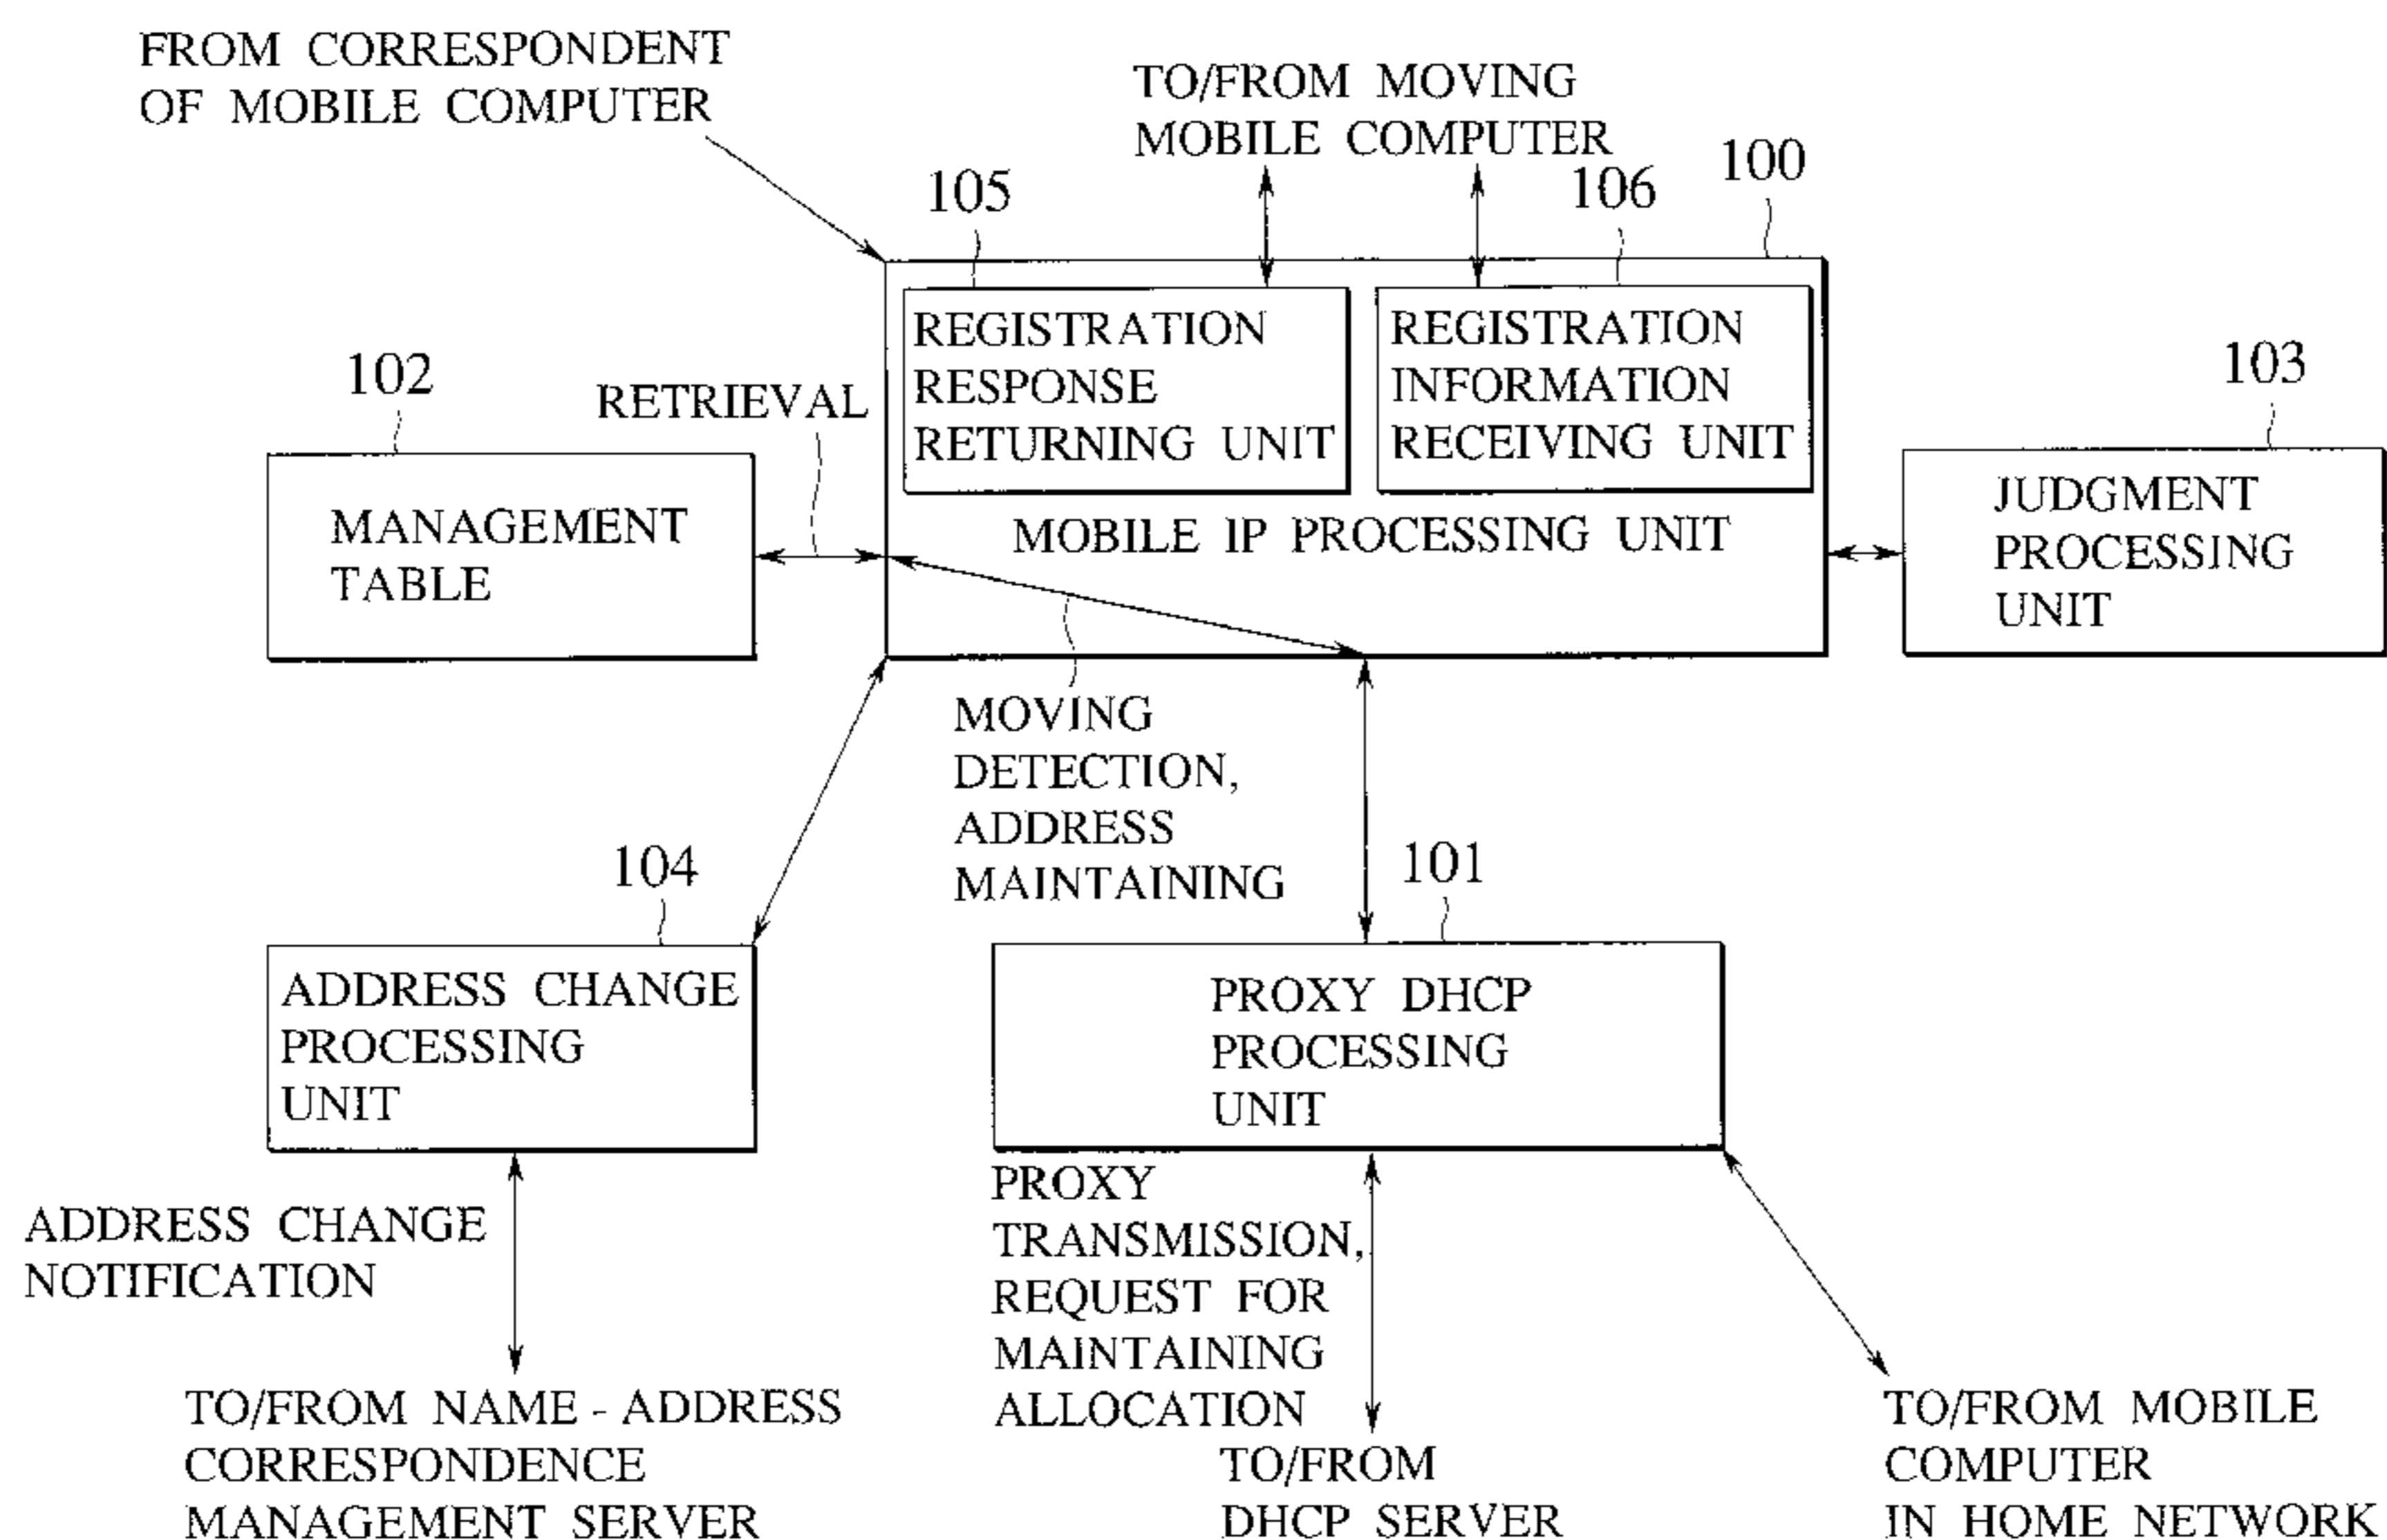 FROM CORRESPONDENT
OF MOBILE COMPUTER
TO/FROM MOVING
MOBILE COMPUTER
100
105
106
REGISTRATION
RESPONSE
RETURNING UNIT
REGISTRATION
INFORMATION
RECEIVING UNIT
MOBILE IP PROCESSING UNIT
102
RETRIEVAL
MANAGEMENT
TABLE
103
JUDGMENT
PROCESSING
UNIT
MOVING
DETECTION,
ADDRESS
MAINTAINING
104
101
ADDRESS CHANGE
PROCESSING
UNIT
PROXY DHCP
PROCESSING
UNIT
ADDRESS CHANGE
NOTIFICATION
PROXY
TRANSMISSION,
REQUEST FOR
MAINTAINING
ALLOCATION
TO/FROM NAME - ADDRESS
CORRESPONDENCE
MANAGEMENT SERVER
TO/FROM
DHCP SERVER
TO/FROM MOBILE
COMPUTER
IN HOME NETWORK